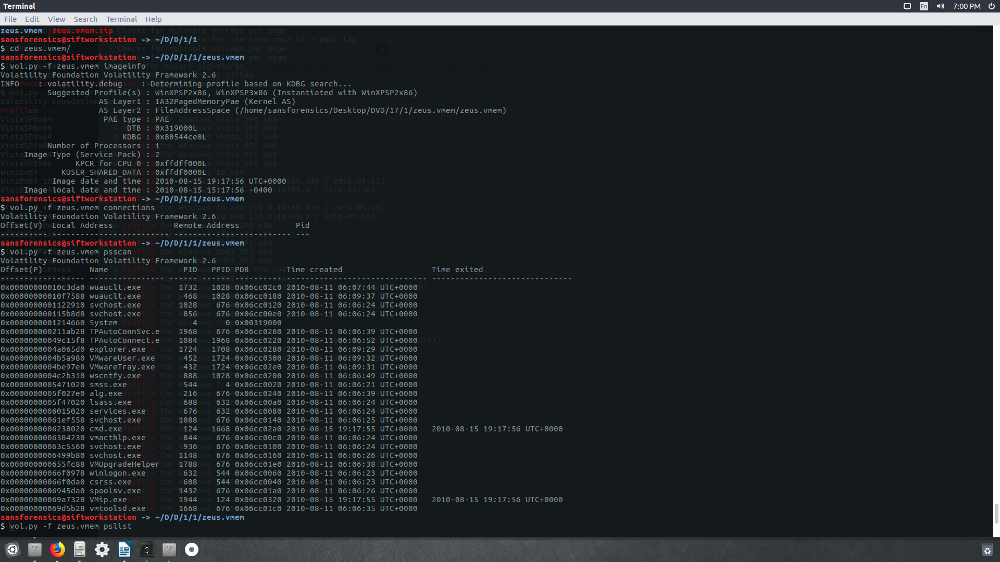 Terminal
En 7:00 PM
File Edit View Search Terminal Help
zeus.vmem zeus.vmem.zip
sansforensics@siftworkstation -> ~/D/D/1/1
$ cd zeus.vmem/
sansforensics@siftworkstation -> ~/D/D/1/1/zeus.vmem
$ vol.py -f zeus.vmem imageinfo
Volatility Foundation Volatility Framework 2.6
INFO    : volatility.debug    : Determining profile based on KDBG search...
Suggested Profile(s) : WinXPSP2x86, WinXPSP3x86 (Instantiated with WinXPSP2x86)
AS Layer1 : IA32PagedMemoryPae (Kernel AS)
AS Layer2 : FileAddressSpace (/home/sansforensics/Desktop/DVD/17/1/zeus.vmem/zeus.vmem)
PAE type : PAE
DTB : 0x319000L
KDBG : 0x80544ce0L
Number of Processors : 1
Image Type (Service Pack) : 2
KPCR for CPU 0 : 0xffdff000L
KUSER_SHARED_DATA : 0xffdf0000L
Image date and time : 2010-08-15 19:17:56 UTC+0000
Image local date and time : 2010-08-15 15:17:56 -0400
sansforensics@siftworkstation -> ~/D/D/1/1/zeus.vmem
$ vol.py -f zeus.vmem connections
Volatility Foundation Volatility Framework 2.6
Offset(V)  Local Address             Remote Address            Pid
---------- ------------------------- ------------------------- ---
sansforensics@siftworkstation -> ~/D/D/1/1/zeus.vmem
$ vol.py -f zeus.vmem psscan
Volatility Foundation Volatility Framework 2.6
Offset(P)          Name                PID   PPID PDB        Time created                   Time exited
------------------ ---------------- ------ ------ ---------- ------------------------------ ------------------------------
0x00000000010c3da0 wuauclt.exe        1732   1028 0x06cc02c0 2010-08-11 06:07:44 UTC+0000
0x00000000010f7588 wuauclt.exe         468   1028 0x06cc0180 2010-08-11 06:09:37 UTC+0000
0x0000000001122910 svchost.exe        1028    676 0x06cc0120 2010-08-11 06:06:24 UTC+0000
0x000000000115b8d8 svchost.exe         856    676 0x06cc00e0 2010-08-11 06:06:24 UTC+0000
0x0000000001214660 System                4      0 0x00319000
0x000000000211ab28 TPAutoConnSvc.e    1968    676 0x06cc0260 2010-08-11 06:06:39 UTC+0000
0x00000000049c15f8 TPAutoConnect.e    1084   1968 0x06cc0220 2010-08-11 06:06:52 UTC+0000
0x0000000004a065d0 explorer.exe       1724   1708 0x06cc0280 2010-08-11 06:09:29 UTC+0000
0x0000000004b5a980 VMwareUser.exe      452   1724 0x06cc0300 2010-08-11 06:09:32 UTC+0000
0x0000000004be97e8 VMwareTray.exe      432   1724 0x06cc02e0 2010-08-11 06:09:31 UTC+0000
0x0000000004c2b310 wscntfy.exe         888   1028 0x06cc0200 2010-08-11 06:06:49 UTC+0000
0x0000000005471020 smss.exe            544      4 0x06cc0020 2010-08-11 06:06:21 UTC+0000
0x0000000005f027e0 alg.exe             216    676 0x06cc0240 2010-08-11 06:06:39 UTC+0000
0x0000000005f47020 lsass.exe           688    632 0x06cc00a0 2010-08-11 06:06:24 UTC+0000
0x0000000006015020 services.exe        676    632 0x06cc0080 2010-08-11 06:06:24 UTC+0000
0x00000000061ef558 svchost.exe        1088    676 0x06cc0140 2010-08-11 06:06:25 UTC+0000
0x0000000006238020 cmd.exe             124   1668 0x06cc02a0 2010-08-15 19:17:55 UTC+0000   2010-08-15 19:17:56 UTC+0000
0x0000000006384230 vmacthlp.exe        844    676 0x06cc00c0 2010-08-11 06:06:24 UTC+0000
0x00000000063c5560 svchost.exe         936    676 0x06cc0100 2010-08-11 06:06:24 UTC+0000
0x0000000006499b80 svchost.exe        1148    676 0x06cc0160 2010-08-11 06:06:26 UTC+0000
0x000000000655fc88 VMUpgradeHelper    1788    676 0x06cc01e0 2010-08-11 06:06:38 UTC+0000
0x00000000066f0978 winlogon.exe        632    544 0x06cc0060 2010-08-11 06:06:23 UTC+0000
0x00000000066f0da0 csrss.exe           608    544 0x06cc0040 2010-08-11 06:06:23 UTC+0000
0x0000000006945da0 spoolsv.exe        1432    676 0x06cc01a0 2010-08-11 06:06:26 UTC+0000
0x00000000069a7328 VMip.exe           1944    124 0x06cc0320 2010-08-15 19:17:55 UTC+0000   2010-08-15 19:17:56 UTC+0000
0x00000000069d5b28 vmtoolsd.exe       1668    676 0x06cc01c0 2010-08-11 06:06:35 UTC+0000
sansforensics@siftworkstation -> ~/D/D/1/1/zeus.vmem
$ vol.py -f zeus.vmem pslist